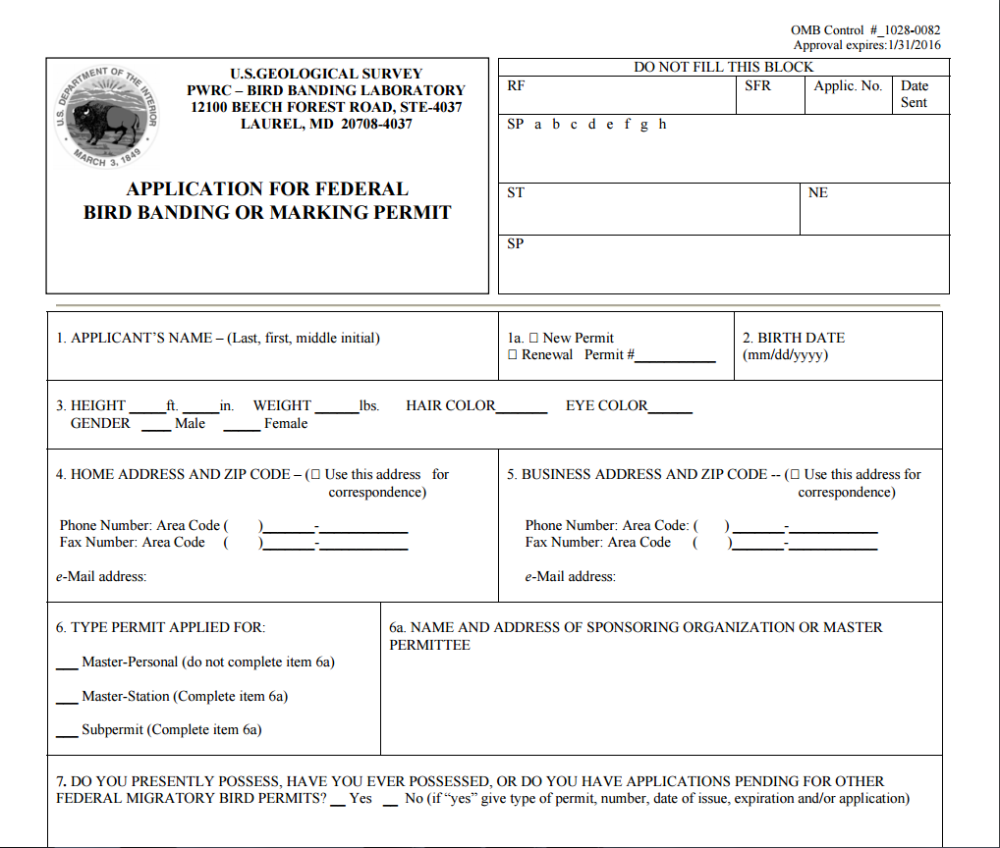 OMB Control #_1028-0082
Approval expires:1/31/2016
U.S. DEPARTMENT OF THE INTERIOR
MARCH 3, 1849
U.S.GEOLOGICAL SURVEY
PWRC – BIRD BANDING LABORATORY
12100 BEECH FOREST ROAD, STE-4037
LAUREL, MD 20708-4037
APPLICATION FOR FEDERAL
BIRD BANDING OR MARKING PERMIT
DO NOT FILL THIS BLOCK
RF SFR Applic. No. Date
Sent
SP a b c d e f g h
ST NE
SP
1. APPLICANT’S NAME – (Last, first, middle initial)
1a. □ New Permit
□ Renewal Permit #___________
2. BIRTH DATE
(mm/dd/yyyy)
3. HEIGHT _____ft. _____in. WEIGHT ______lbs. HAIR COLOR_______ EYE COLOR______
GENDER ____ Male _____ Female
4. HOME ADDRESS AND ZIP CODE – (□ Use this address for
correspondence)
Phone Number: Area Code ( )_______-____________
Fax Number: Area Code ( )_______-____________
e-Mail address:
5. BUSINESS ADDRESS AND ZIP CODE -- (□ Use this address for
correspondence)
Phone Number: Area Code: ( ) _______-____________
Fax Number: Area Code ( )_______-____________
e-Mail address:
6. TYPE PERMIT APPLIED FOR:
___ Master-Personal (do not complete item 6a)
___ Master-Station (Complete item 6a)
___ Subpermit (Complete item 6a)
6a. NAME AND ADDRESS OF SPONSORING ORGANIZATION OR MASTER
PERMITTEE
7. DO YOU PRESENTLY POSSESS, HAVE YOU EVER POSSESSED, OR DO YOU HAVE APPLICATIONS PENDING FOR OTHER
FEDERAL MIGRATORY BIRD PERMITS? __ Yes __ No (if “yes” give type of permit, number, date of issue, expiration and/or application)